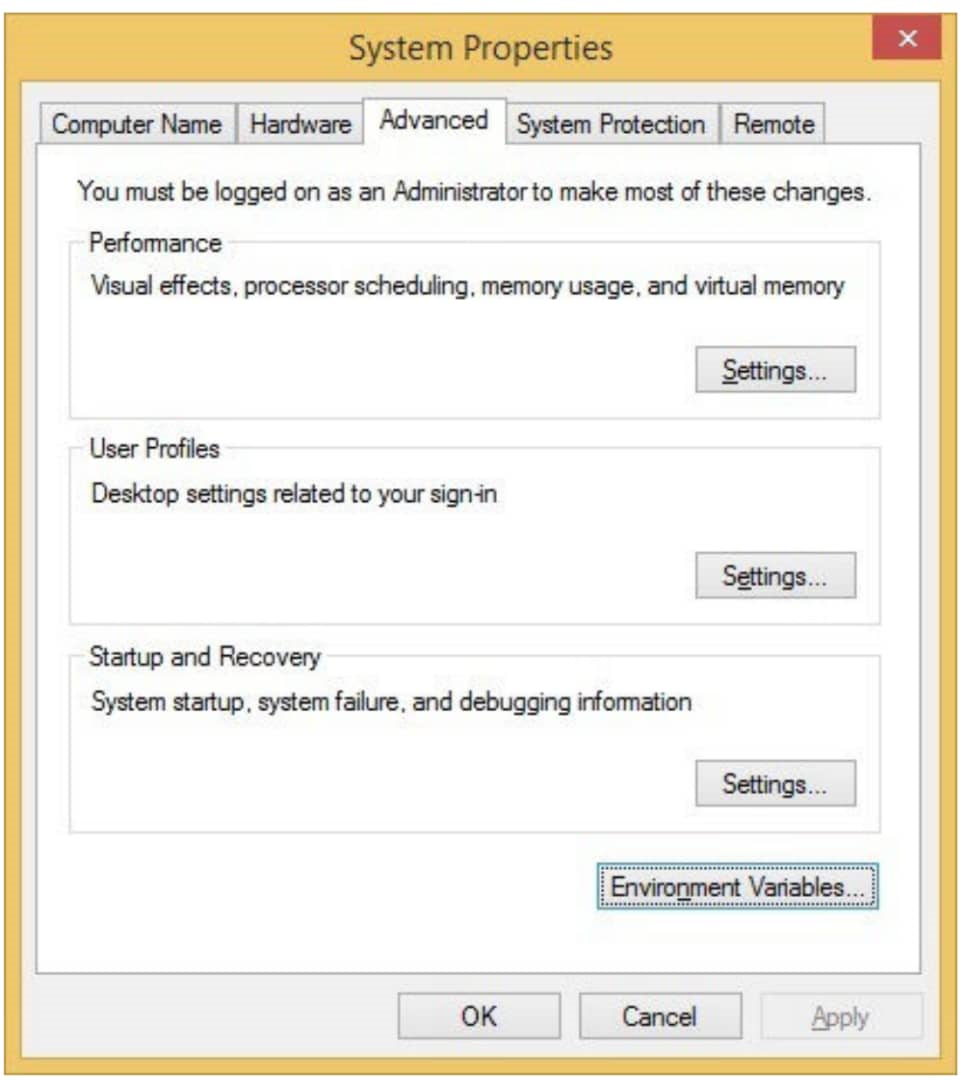 System Properties
Computer Name
Hardware
Advanced
System Protection
Remote
You must be logged on as an Administrator to make most of these changes.
Performance
Visual effects, processor scheduling, memory usage, and virtual memory
Settings...
User Profiles
Desktop settings related to your sign-in
Settings...
Startup and Recovery
System startup, system failure, and debugging information
Settings...
Environment Variables...
OK
Cancel
Apply